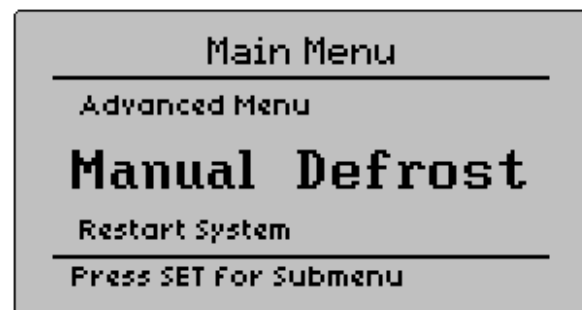 Main Menu
Advanced Menu
Manual Defrost
Restart System
Press SET for Submenu